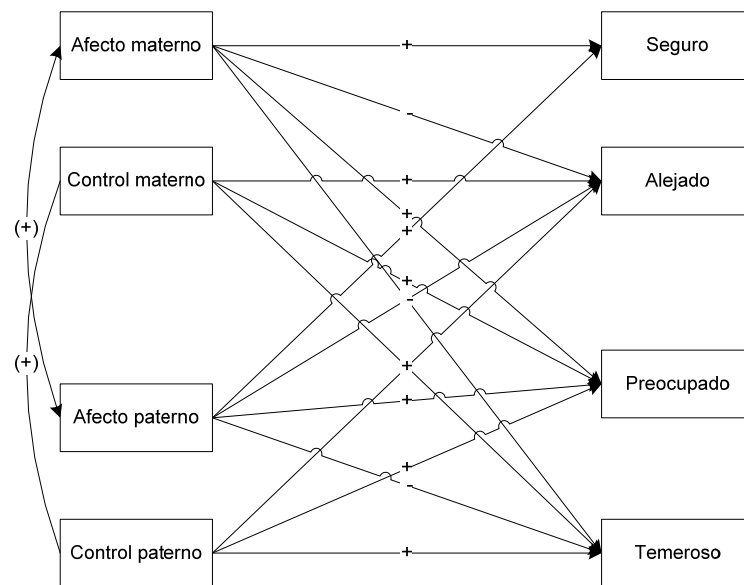 Afecto materno
+
Seguro
-
Control materno
+
Alejado
+
(+)
+
+
-
(+)
+
Preocupado
Afecto paterno
+
+
-
Control paterno
+
Temeroso